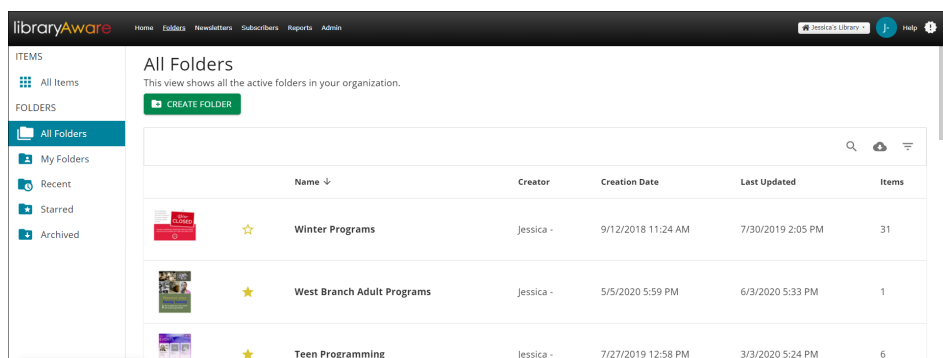 libraryAware
Home Folders Newsletters Subscribers Reports Admin
Jessica's Library
J-
Help
ITEMS
All Items
FOLDERS
All Folders
My Folders
Recent
Starred
Archived
All Folders
This view shows all the active folders in your organization.
CREATE FOLDER
Name Creator Creation Date Last Updated Items
CLOSED
Winter Programs Jessica - 9/12/2018 11:24 AM 7/30/2019 2:05 PM 31
West Branch Adult Programs Jessica - 5/5/2020 5:59 PM 6/3/2020 5:33 PM 1
Teen Programming Jessica - 7/27/2019 12:58 PM 3/3/2020 5:24 PM 6